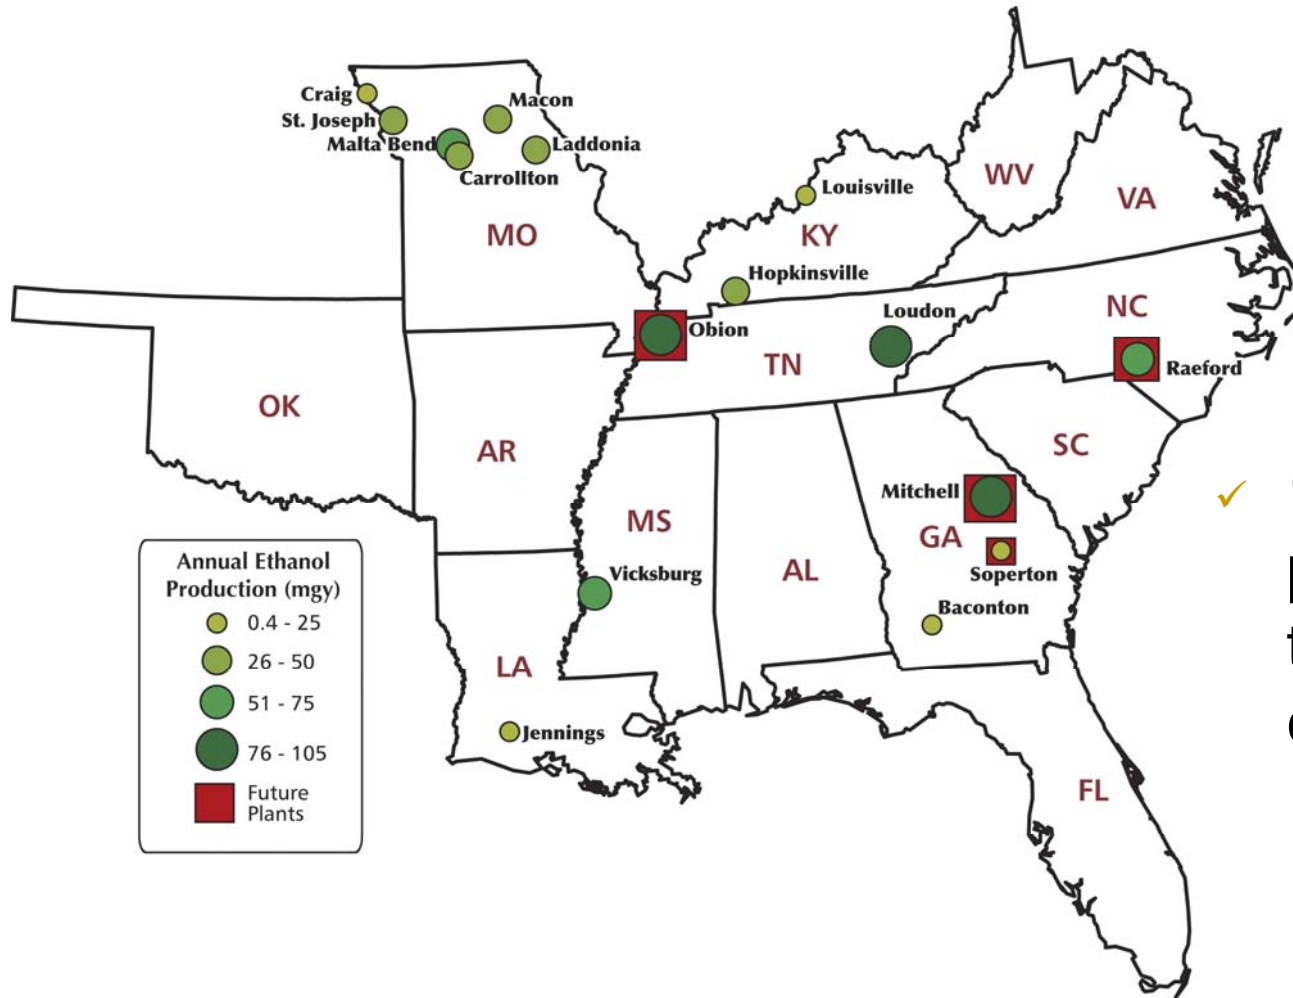 Craig
St. Joseph
Malta Bend
Macon
Laddonia
Carrollton
Louisville
WV
VA
MO
KY
Hopkinsville
Obion
Loudon
NC
TN
Raeford
OK
AR
SC
Mitchell
MS
GA
AL
Vicksburg
Soperton
Baconton
LA
Jennings
FL
Annual Ethanol
Production (mgy)
0.4 - 25
26 - 50
51 - 75
76 - 105
Future
Plants